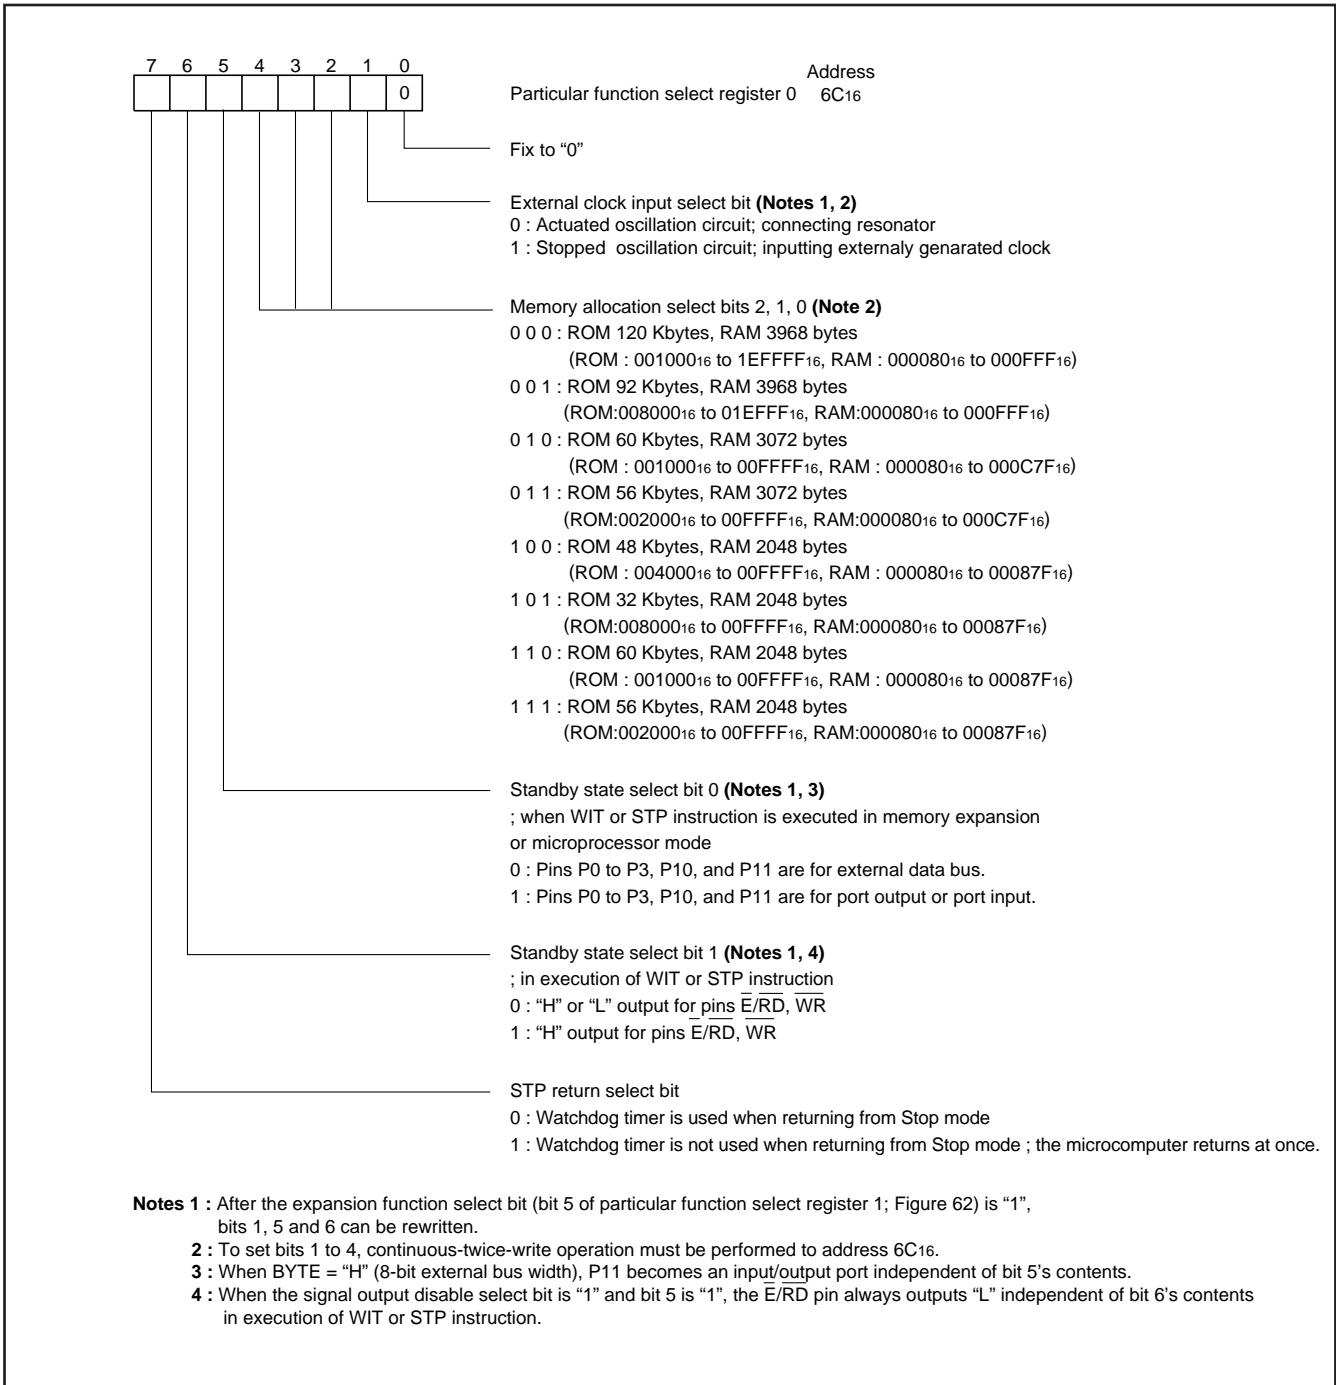 7 6 5 4 3 2 1 0
0
Address
Particular function select register 0 6C16
Fix to “0”
External clock input select bit (Notes 1, 2)
0 : Actuated oscillation circuit; connecting resonator
1 : Stopped oscillation circuit; inputting externaly genarated clock
Memory allocation select bits 2, 1, 0 (Note 2)
0 0 0 : ROM 120 Kbytes, RAM 3968 bytes
(ROM : 00100016 to 1EFFFF16, RAM : 00008016 to 000FFF16)
0 0 1 : ROM 92 Kbytes, RAM 3968 bytes
(ROM:00800016 to 01EFFF16, RAM:00008016 to 000FFF16)
0 1 0 : ROM 60 Kbytes, RAM 3072 bytes
(ROM : 00100016 to 00FFFF16, RAM : 00008016 to 000C7F16)
0 1 1 : ROM 56 Kbytes, RAM 3072 bytes
(ROM:00200016 to 00FFFF16, RAM:00008016 to 000C7F16)
1 0 0 : ROM 48 Kbytes, RAM 2048 bytes
(ROM : 00400016 to 00FFFF16, RAM : 00008016 to 00087F16)
1 0 1 : ROM 32 Kbytes, RAM 2048 bytes
(ROM:00800016 to 00FFFF16, RAM:00008016 to 00087F16)
1 1 0 : ROM 60 Kbytes, RAM 2048 bytes
(ROM : 00100016 to 00FFFF16, RAM : 00008016 to 00087F16)
1 1 1 : ROM 56 Kbytes, RAM 2048 bytes
(ROM:00200016 to 00FFFF16, RAM:00008016 to 00087F16)
Standby state select bit 0 (Notes 1, 3)
; when WIT or STP instruction is executed in memory expansion
or microprocessor mode
0 : Pins P0 to P3, P10, and P11 are for external data bus.
1 : Pins P0 to P3, P10, and P11 are for port output or port input.
Standby state select bit 1 (Notes 1, 4)
; in execution of WIT or STP instruction
0 : “H” or “L” output for pins E̅/R̅D̅, W̅R̅
1 : “H” output for pins E̅/R̅D̅, W̅R̅
STP return select bit
0 : Watchdog timer is used when returning from Stop mode
1 : Watchdog timer is not used when returning from Stop mode ; the microcomputer returns at once.
Notes 1 : After the expansion function select bit (bit 5 of particular function select register 1; Figure 62) is “1”,
bits 1, 5 and 6 can be rewritten.
2 : To set bits 1 to 4, continuous-twice-write operation must be performed to address 6C16.
3 : When BYTE = “H” (8-bit external bus width), P11 becomes an input/output port independent of bit 5’s contents.
4 : When the signal output disable select bit is “1” and bit 5 is “1”, the E̅/R̅D̅ pin always outputs “L” independent of bit 6’s contents
in execution of WIT or STP instruction.